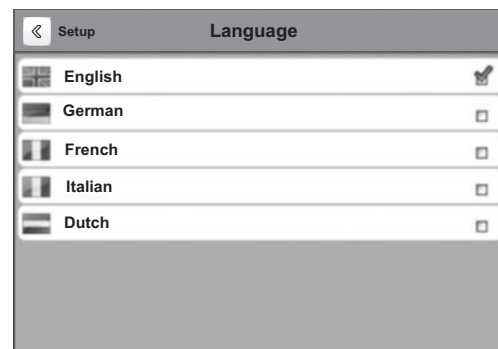 Setup Language
English
German
French
Italian
Dutch